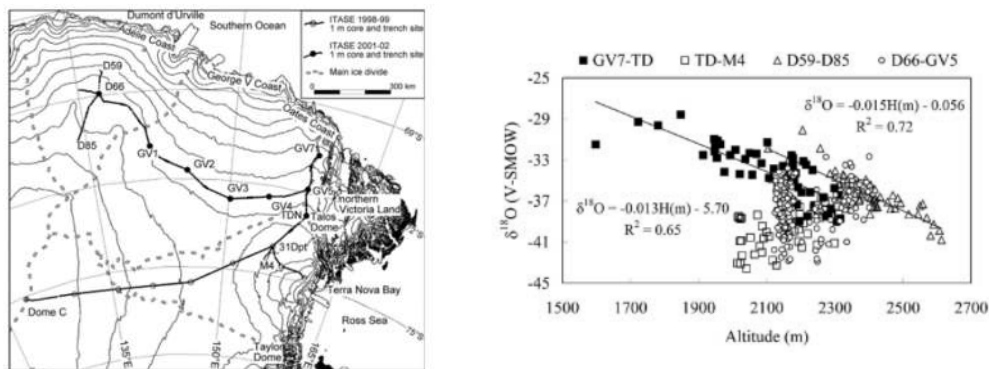 Dumont d'Urville
Southern Ocean
Adélie Coast
George V Coast
Oates Coast
ITASE 1998-99
1 m core and trench site
ITASE 2001-02
1 m core and trench site
Main ice divide
0 300 km
D59
D66
D85
GV1
GV2
GV3
GV4
GV5
GV7
TDN
Talos
Dome
northern
Victoria Land
31Dpt
M4
Terra Nova Bay
Ross Sea
Dome C
Taylor
Dome
135°E
150°E
165°E
69°S
75°S
GV7-TD TD-M4 D59-D85 D66-GV5
δ¹⁸O (V-SMOW)
-25
-29
-33
-37
-41
-45
δ¹⁸O = -0.015H(m) - 0.056
R² = 0.72
δ¹⁸O = -0.013H(m) - 5.70
R² = 0.65
1500 1700 1900 2100 2300 2500 2700
Altitude (m)